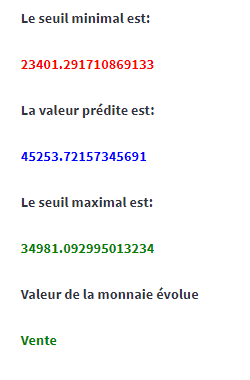 Le seuil minimal est:
23401.291710869133
La valeur prédite est:
45253.72157345691
Le seuil maximal est:
34981.092995013234
Valeur de la monnaie évolue
Vente